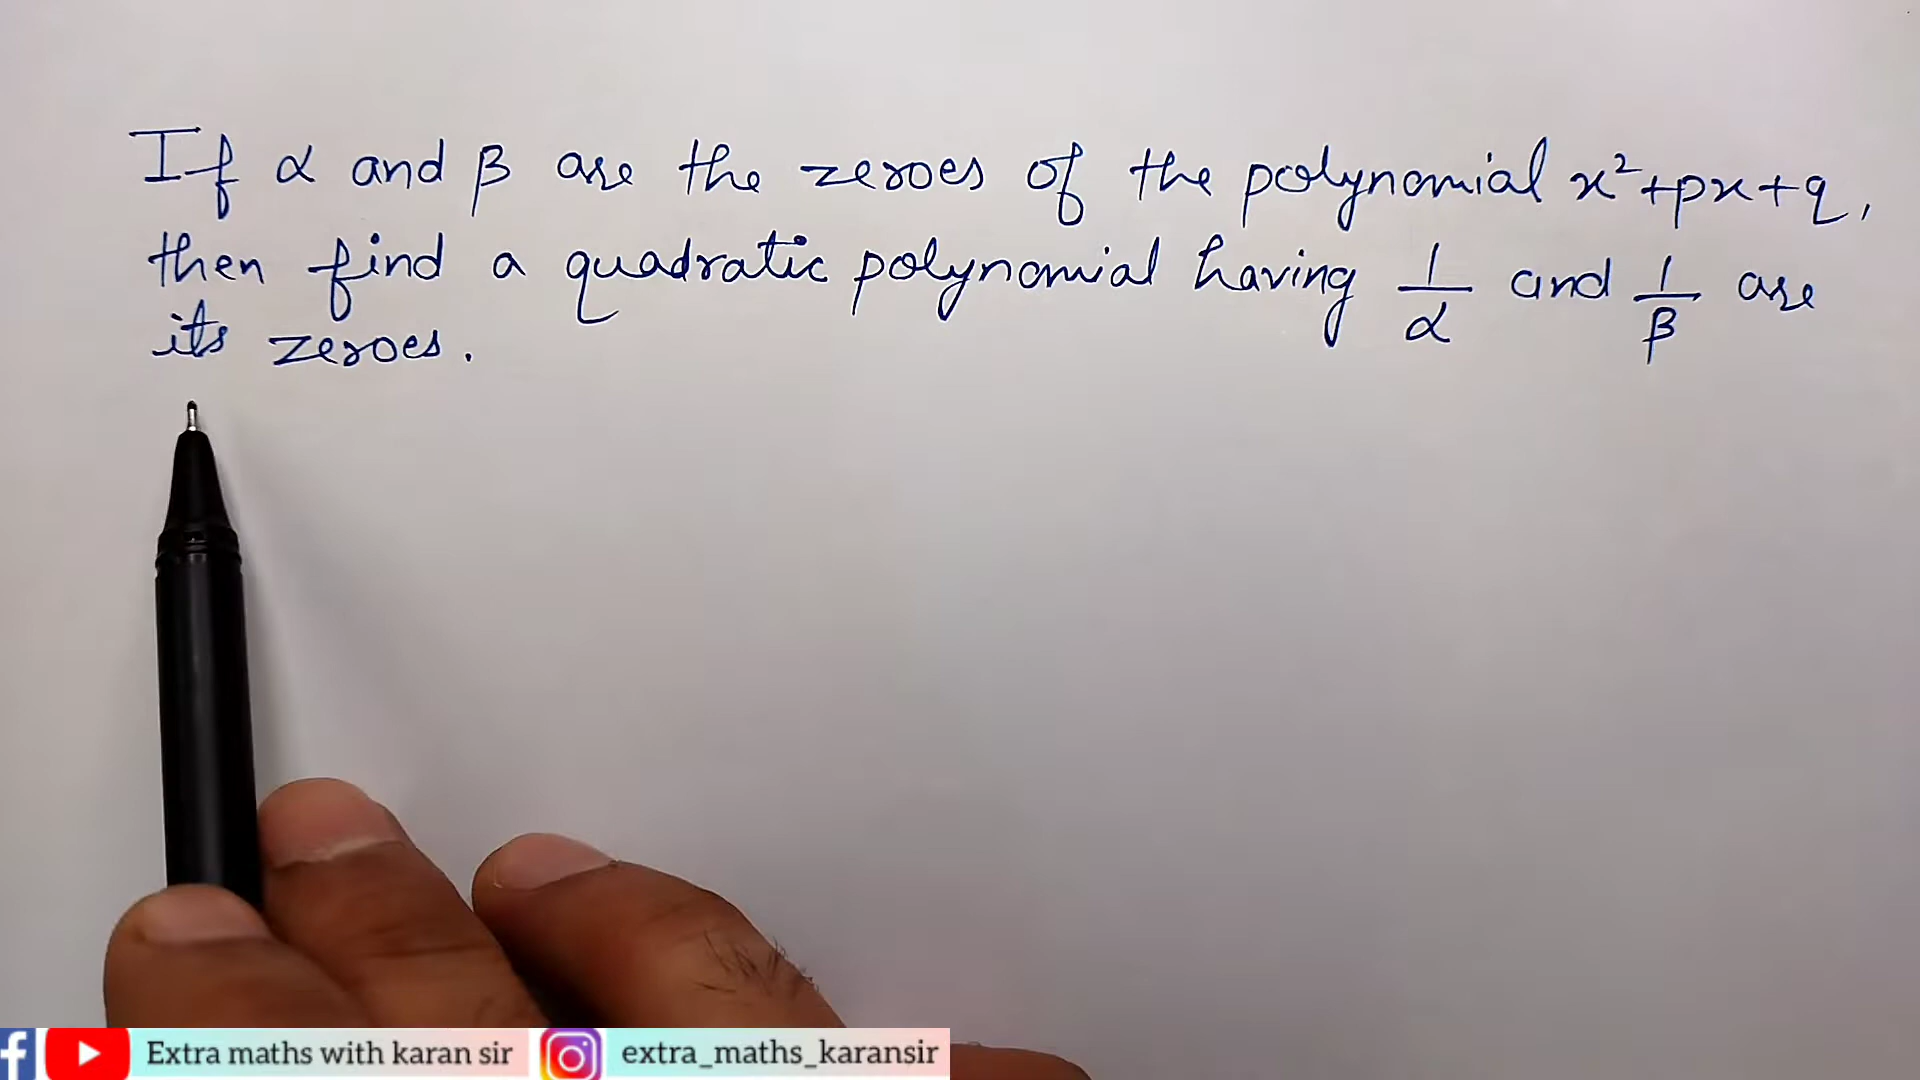 If α and β are the zeroes of the polynomial x²+px+q,
then find a quadratic polynomial having 1/α and 1/β are
its zeroes.
Extra maths with karan sir extra_maths_karansir